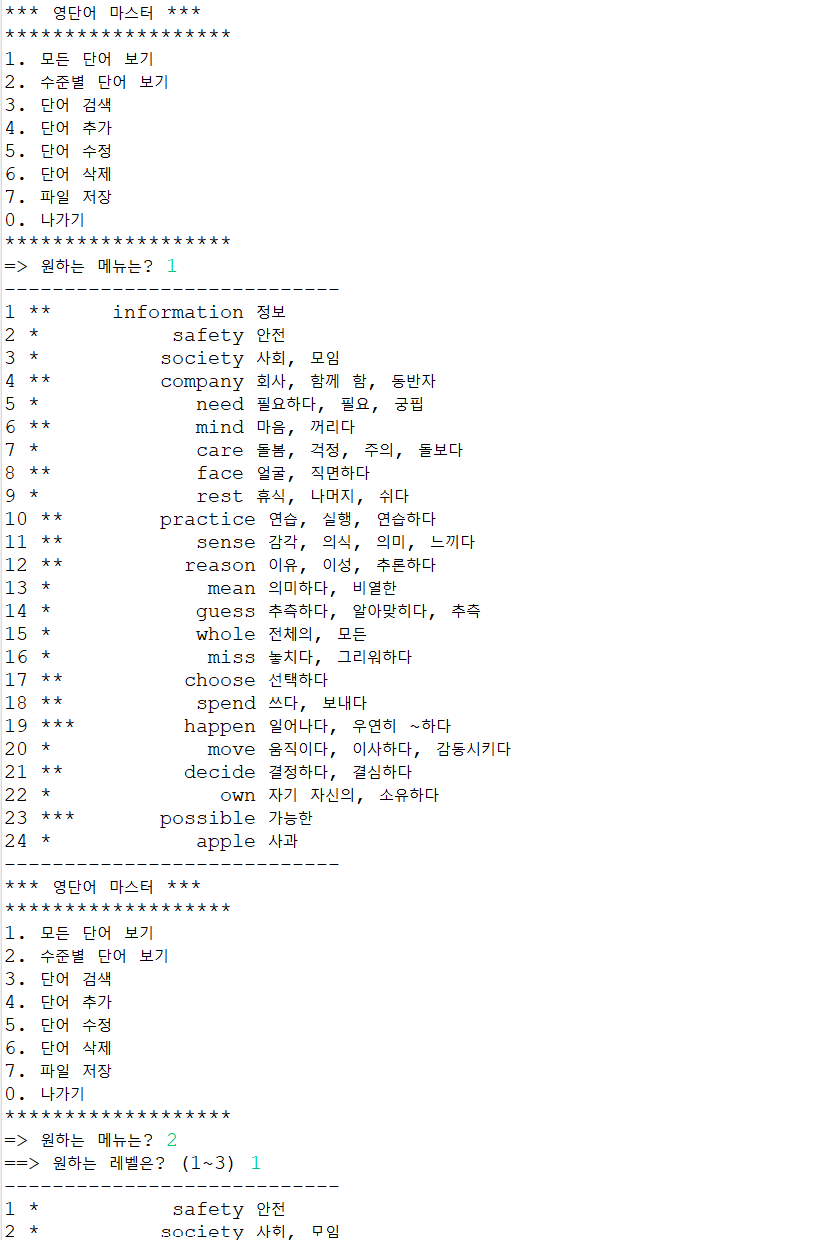 *** 영단어 마스터 ***
*******************
1. 모든 단어 보기
2. 수준별 단어 보기
3. 단어 검색
4. 단어 추가
5. 단어 수정
6. 단어 삭제
7. 파일 저장
0. 나가기
*******************
=> 원하는 메뉴는? 1
----------------------------
1 **     information 정보
2 *           safety 안전
3 *          society 사회, 모임
4 **         company 회사, 함께 함, 동반자
5 *             need 필요하다, 필요, 궁핍
6 **            mind 마음, 꺼리다
7 *             care 돌봄, 걱정, 주의, 돌보다
8 **            face 얼굴, 직면하다
9 *             rest 휴식, 나머지, 쉬다
10 **        practice 연습, 실행, 연습하다
11 **           sense 감각, 의식, 의미, 느끼다
12 **          reason 이유, 이성, 추론하다
13 *             mean 의미하다, 비열한
14 *            guess 추측하다, 알아맞히다, 추측
15 *            whole 전체의, 모든
16 *             miss 놓치다, 그리워하다
17 **          choose 선택하다
18 **           spend 쓰다, 보내다
19 ***         happen 일어나다, 우연히 ~하다
20 *             move 움직이다, 이사하다, 감동시키다
21 **          decide 결정하다, 결심하다
22 *              own 자기 자신의, 소유하다
23 ***       possible 가능한
24 *            apple 사과
----------------------------
*** 영단어 마스터 ***
*******************
1. 모든 단어 보기
2. 수준별 단어 보기
3. 단어 검색
4. 단어 추가
5. 단어 수정
6. 단어 삭제
7. 파일 저장
0. 나가기
*******************
=> 원하는 메뉴는? 2
==> 원하는 레벨은? (1~3) 1
----------------------------
1 *           safety 안전
2 *          society 사회, 모임